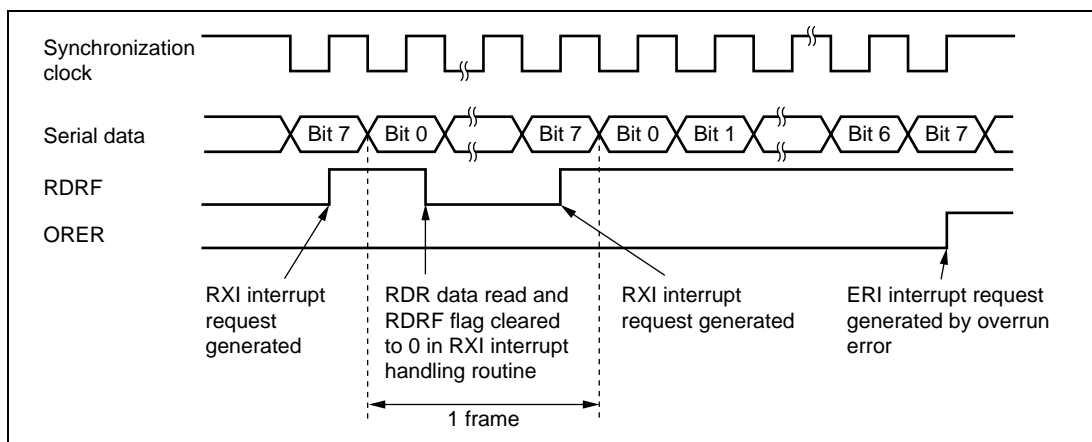 Synchronization
clock
Serial data
Bit 7
Bit 0
Bit 7
Bit 0
Bit 1
Bit 6
Bit 7
RDRF
ORER
RXI interrupt
request
generated
RDR data read and
RDRF flag cleared
to 0 in RXI interrupt
handling routine
RXI interrupt
request generated
ERI interrupt request
generated by overrun
error
1 frame